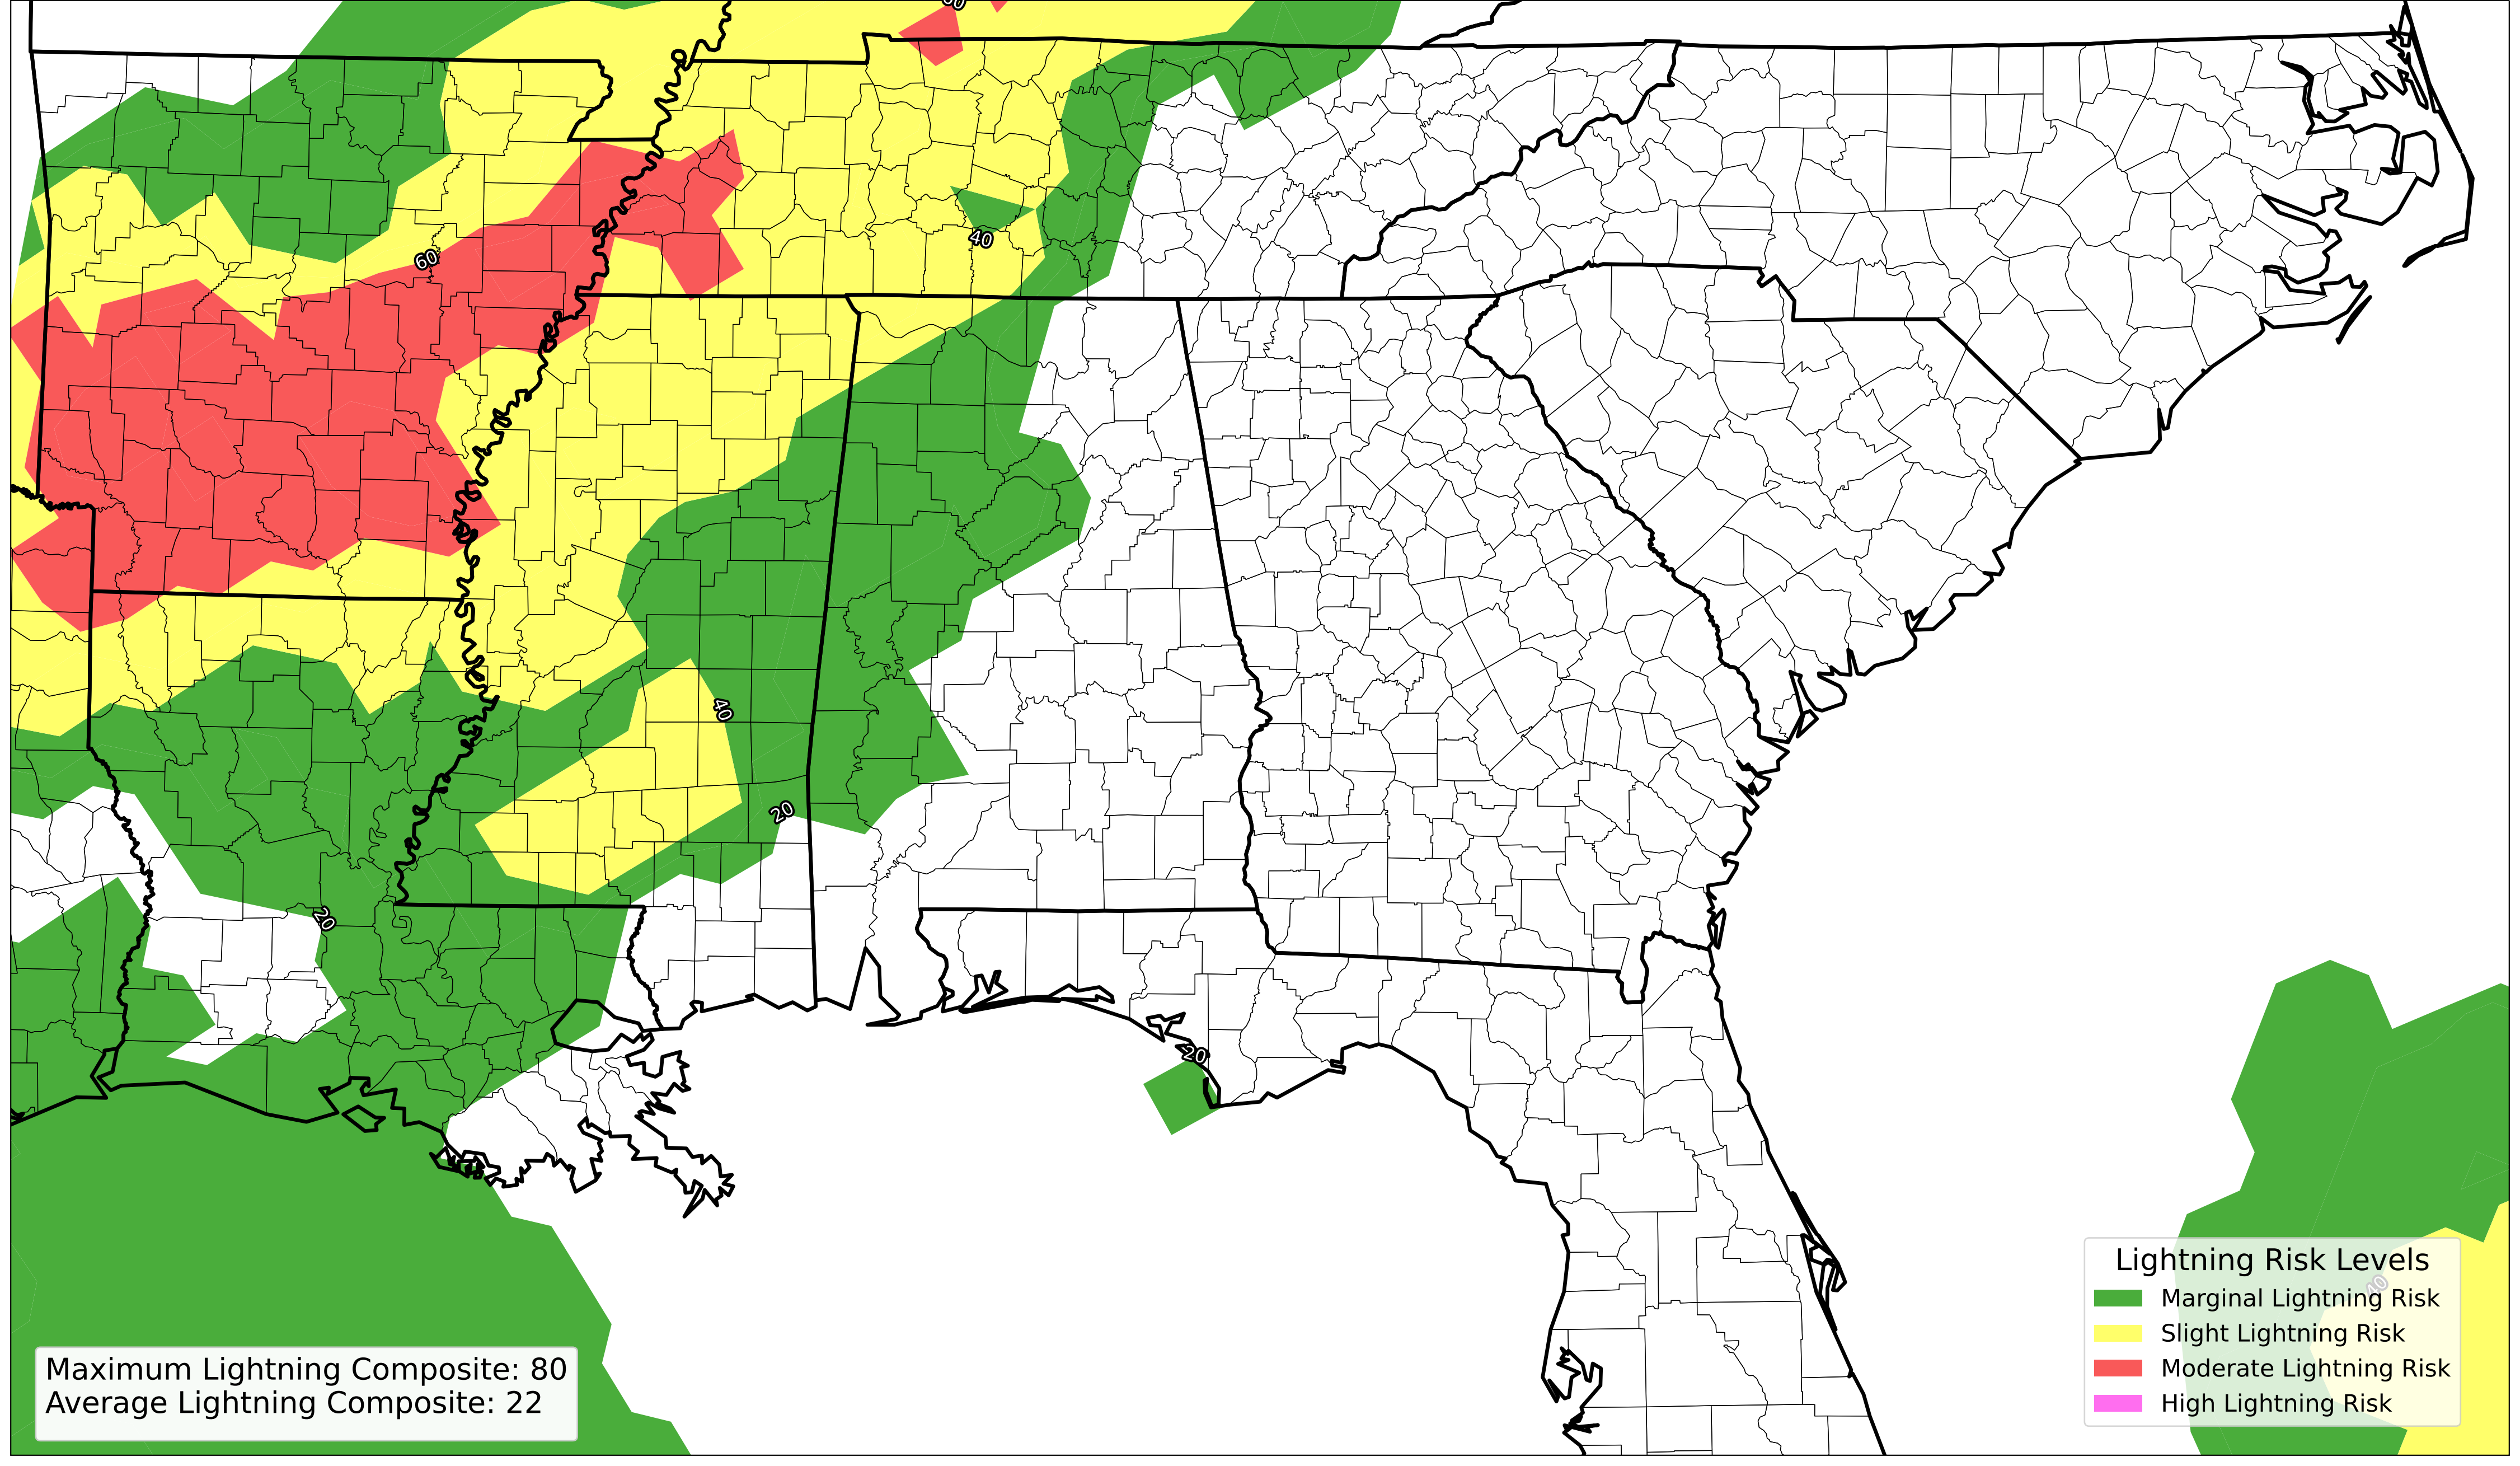 60
40
40
20
20
20
Lightning Risk Levels
40
Marginal Lightning Risk
Slight Lightning Risk
Moderate Lightning Risk
High Lightning Risk
Maximum Lightning Composite: 80
Average Lightning Composite: 22